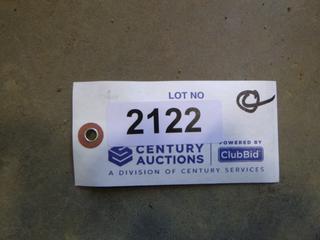 LOT NO
2122
CENTURY AUCTIONS
POWERED BY
ClubBid
A DIVISION OF CENTURY SERVICES